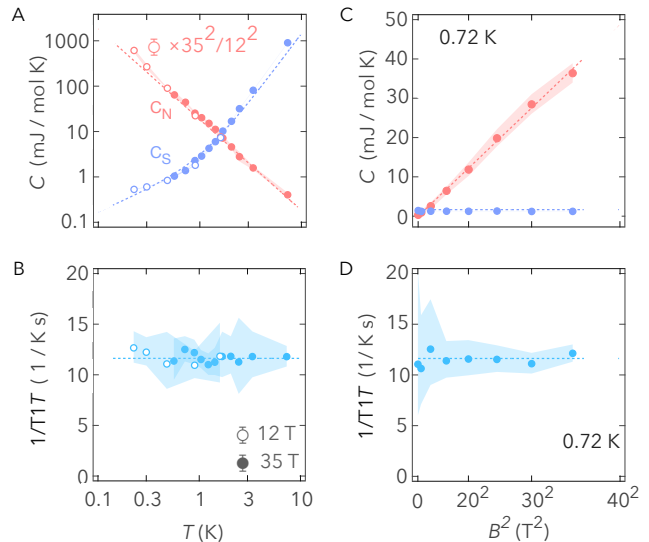 A
1000
100
10
1
0.1
C (mJ / mol K)
×35²/12²
C_N
C_S
C
50
40
30
20
10
0
C (mJ / mol K)
0.72 K
B
20
15
10
5
0
1/T1T ( 1 / K s)
12 T
35 T
0.1
0.3
1
3
10
T (K)
D
20
15
10
5
0
1/T1T (1/ K s)
0.72 K
0
20²
30²
40²
B² (T²)